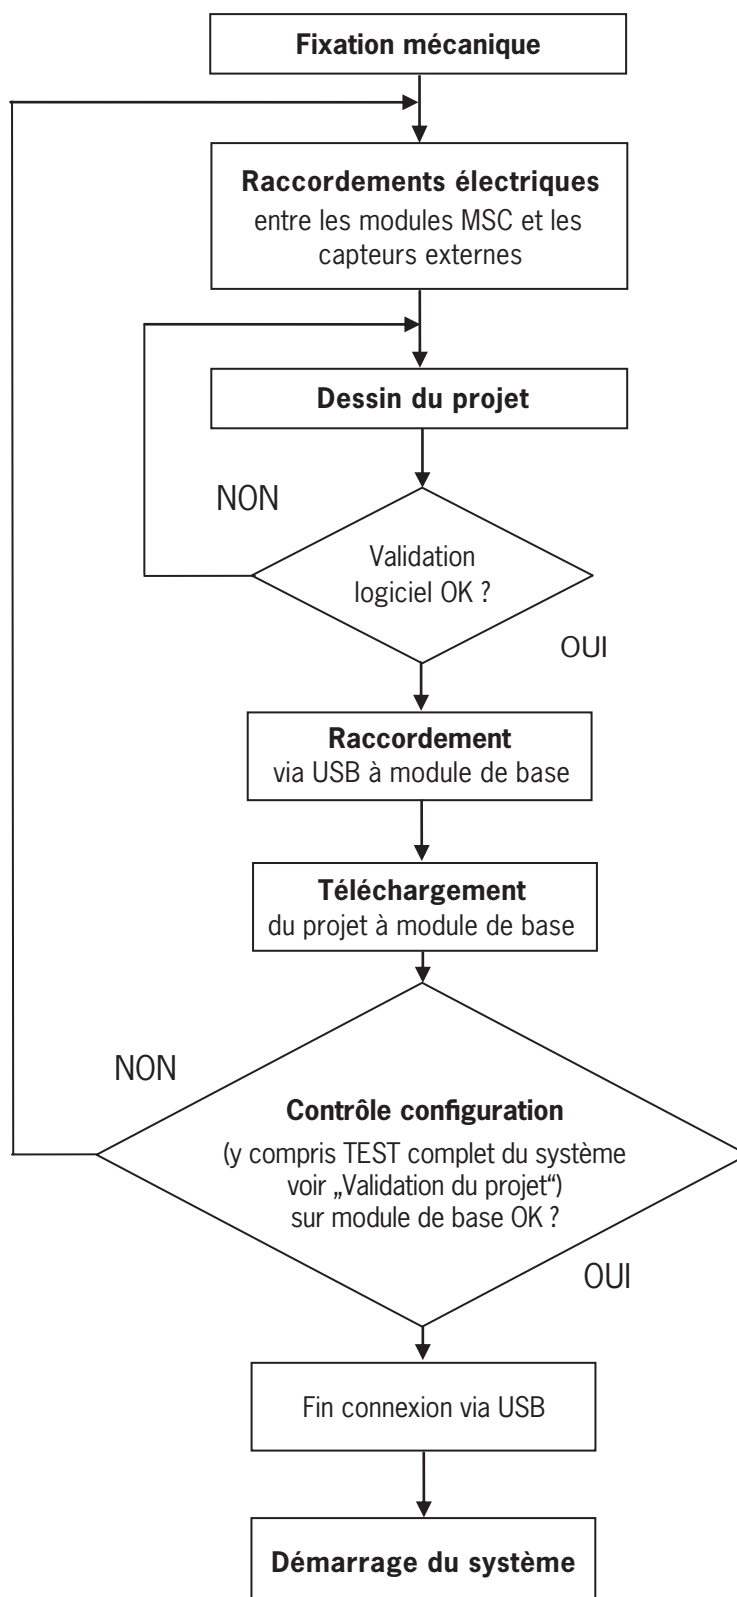 Fixation mécanique
Raccordements électriques
entre les modules MSC et les
capteurs externes
Dessin du projet
NON
Validation
logiciel OK ?
OUI
Raccordement
via USB à module de base
Téléchargement
du projet à module de base
NON
Contrôle configuration
(y compris TEST complet du système
voir „Validation du projet“)
sur module de base OK ?
OUI
Fin connexion via USB
Démarrage du système